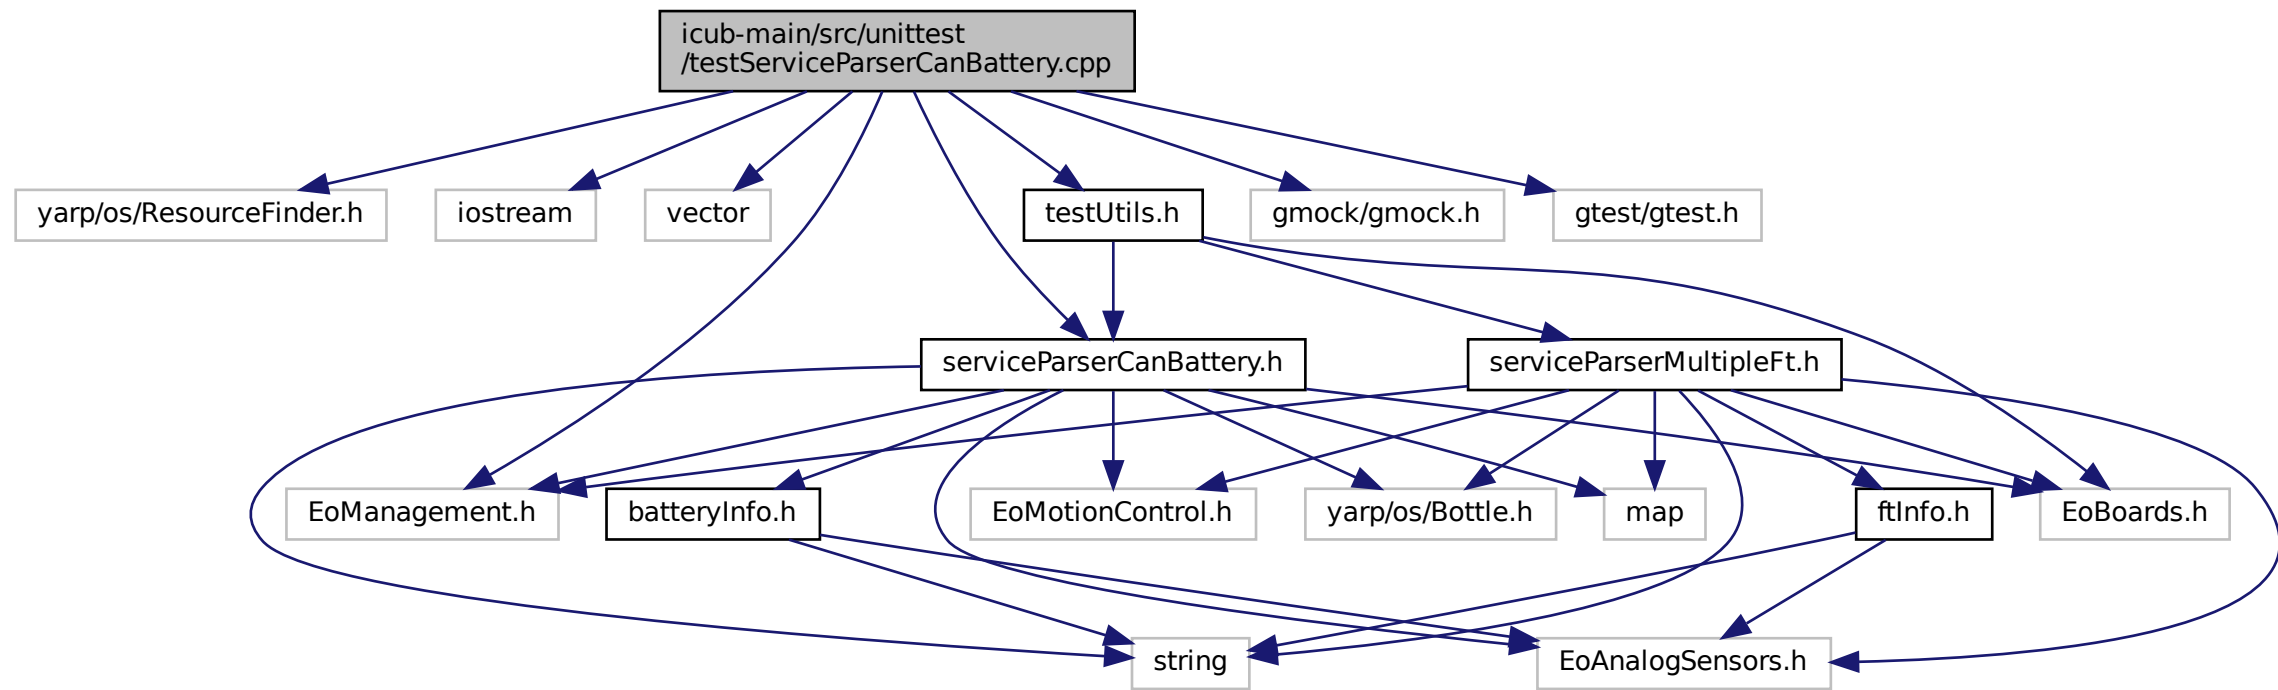 icub-main/src/unittest
/testServiceParserCanBattery.cpp
yarp/os/ResourceFinder.h
iostream
vector
testUtils.h
gmock/gmock.h
gtest/gtest.h
serviceParserCanBattery.h
serviceParserMultipleFt.h
EoManagement.h
batteryInfo.h
EoMotionControl.h
yarp/os/Bottle.h
map
ftInfo.h
EoBoards.h
string
EoAnalogSensors.h